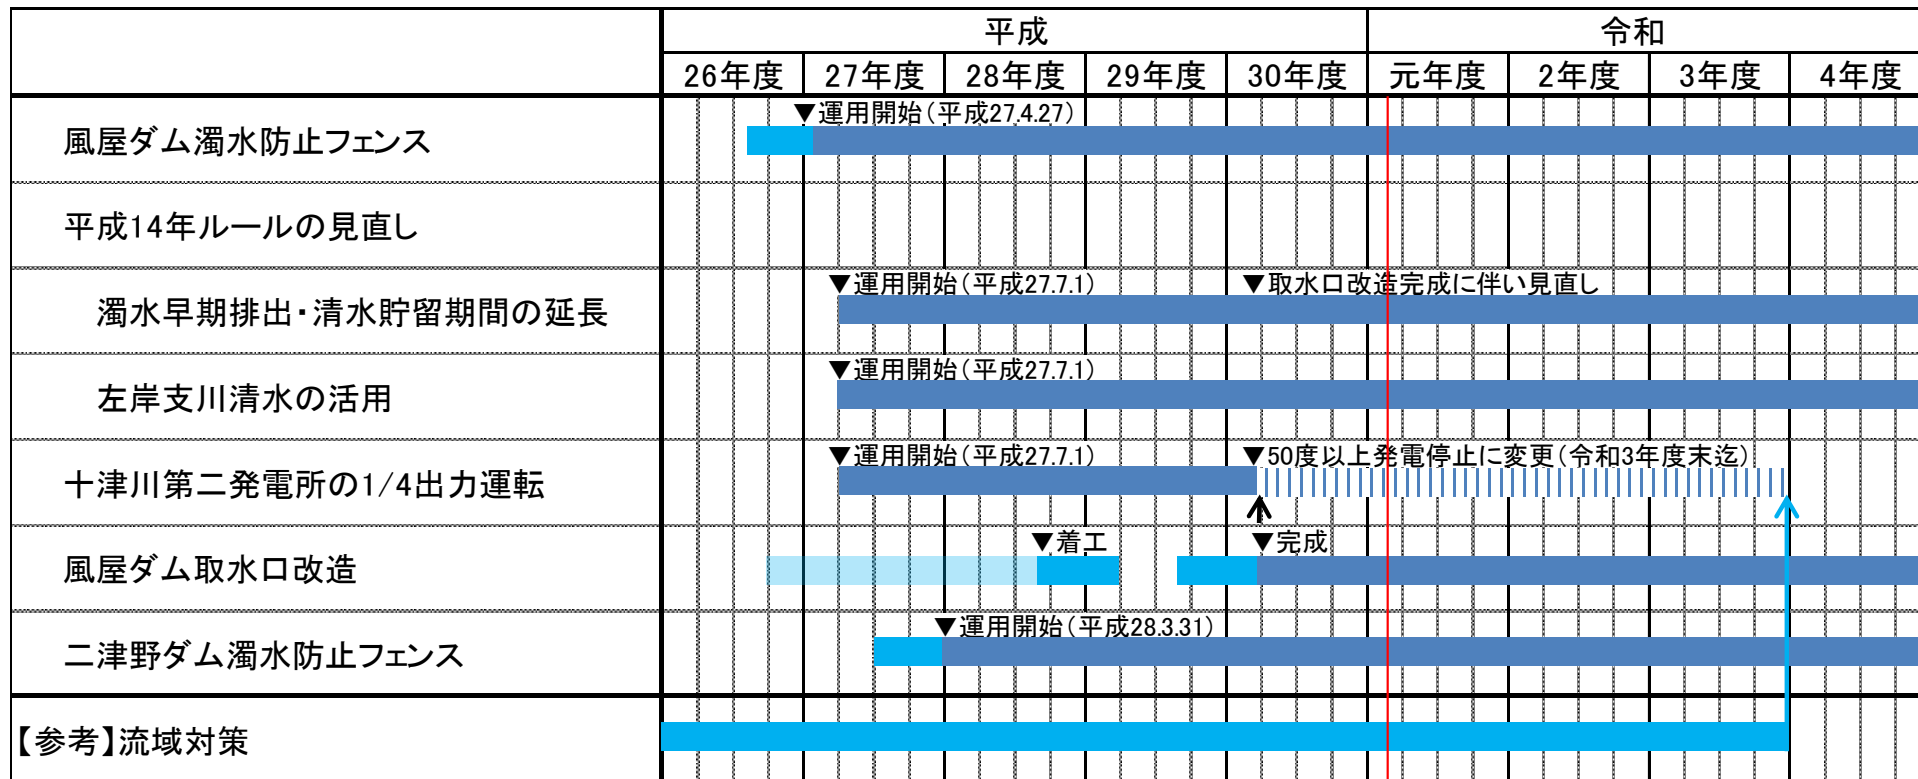 平成 令和
26年度 27年度 28年度 29年度 30年度 元年度 2年度 3年度 4年度
▼運用開始(平成27.4.27)
風屋ダム濁水防止フェンス
平成14年ルールの見直し
▼運用開始(平成27.7.1) ▼取水口改造完成に伴い見直し
濁水早期排出・清水貯留期間の延長
▼運用開始(平成27.7.1)
左岸支川清水の活用
▼運用開始(平成27.7.1) ▼50度以上発電停止に変更(令和3年度末迄)
十津川第二発電所の1/4出力運転
▼着工 ▼完成
風屋ダム取水口改造
▼運用開始(平成28.3.31)
二津野ダム濁水防止フェンス
【参考】流域対策